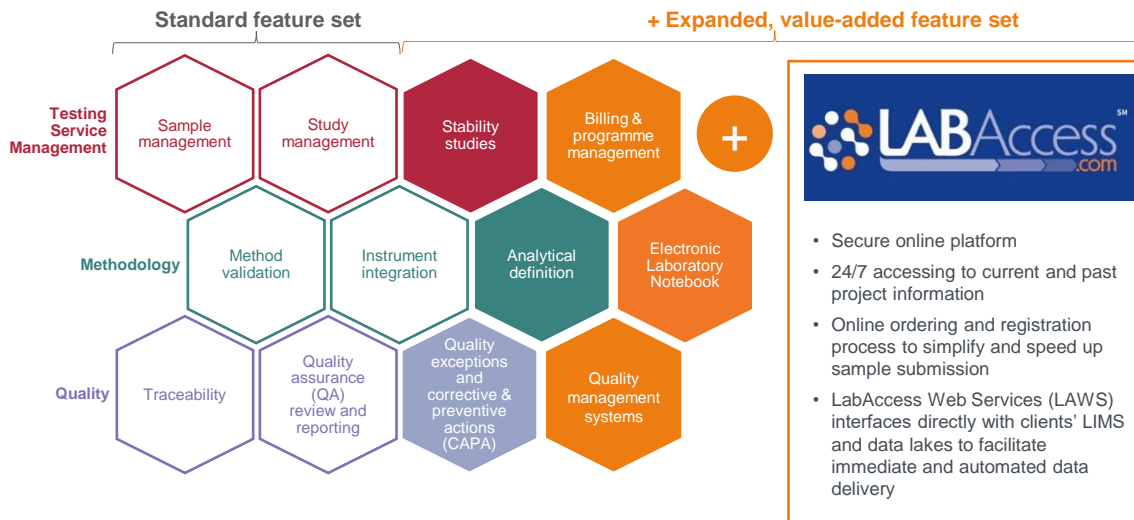 Standard feature set
+ Expanded, value-added feature set
Testing
Service
Management
Sample
management
Study
management
Stability
studies
Billing &
programme
management
+
Methodology
Method
validation
Instrument
integration
Analytical
definition
Electronic
Laboratory
Notebook
Quality
Traceability
Quality
assurance
(QA)
review and
reporting
Quality
exceptions
and
corrective &
preventive
actions
(CAPA)
Quality
management
systems
LABAccess℠
.com
• Secure online platform
• 24/7 accessing to current and past
project information
• Online ordering and registration
process to simplify and speed up
sample submission
• LabAccess Web Services (LAWS)
interfaces directly with clients' LIMS
and data lakes to facilitate
immediate and automated data
delivery